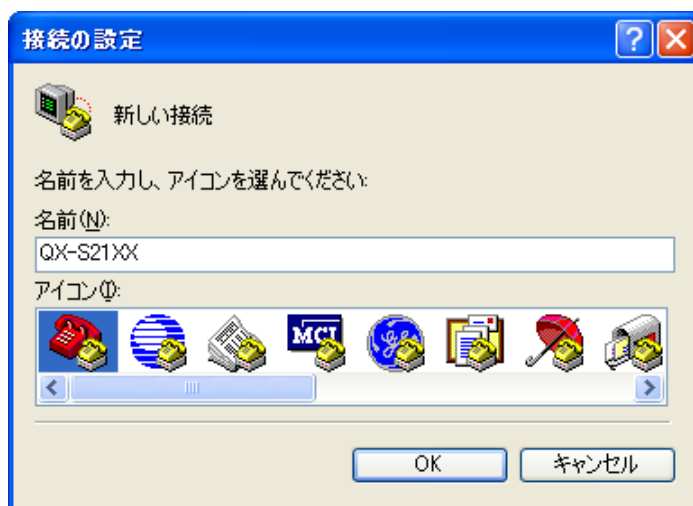 接続の設定
新しい接続
名前を入力し、アイコンを選んでください:
名前(N):
QX-S21XX
アイコン(I):
MCI
OK
キャンセル